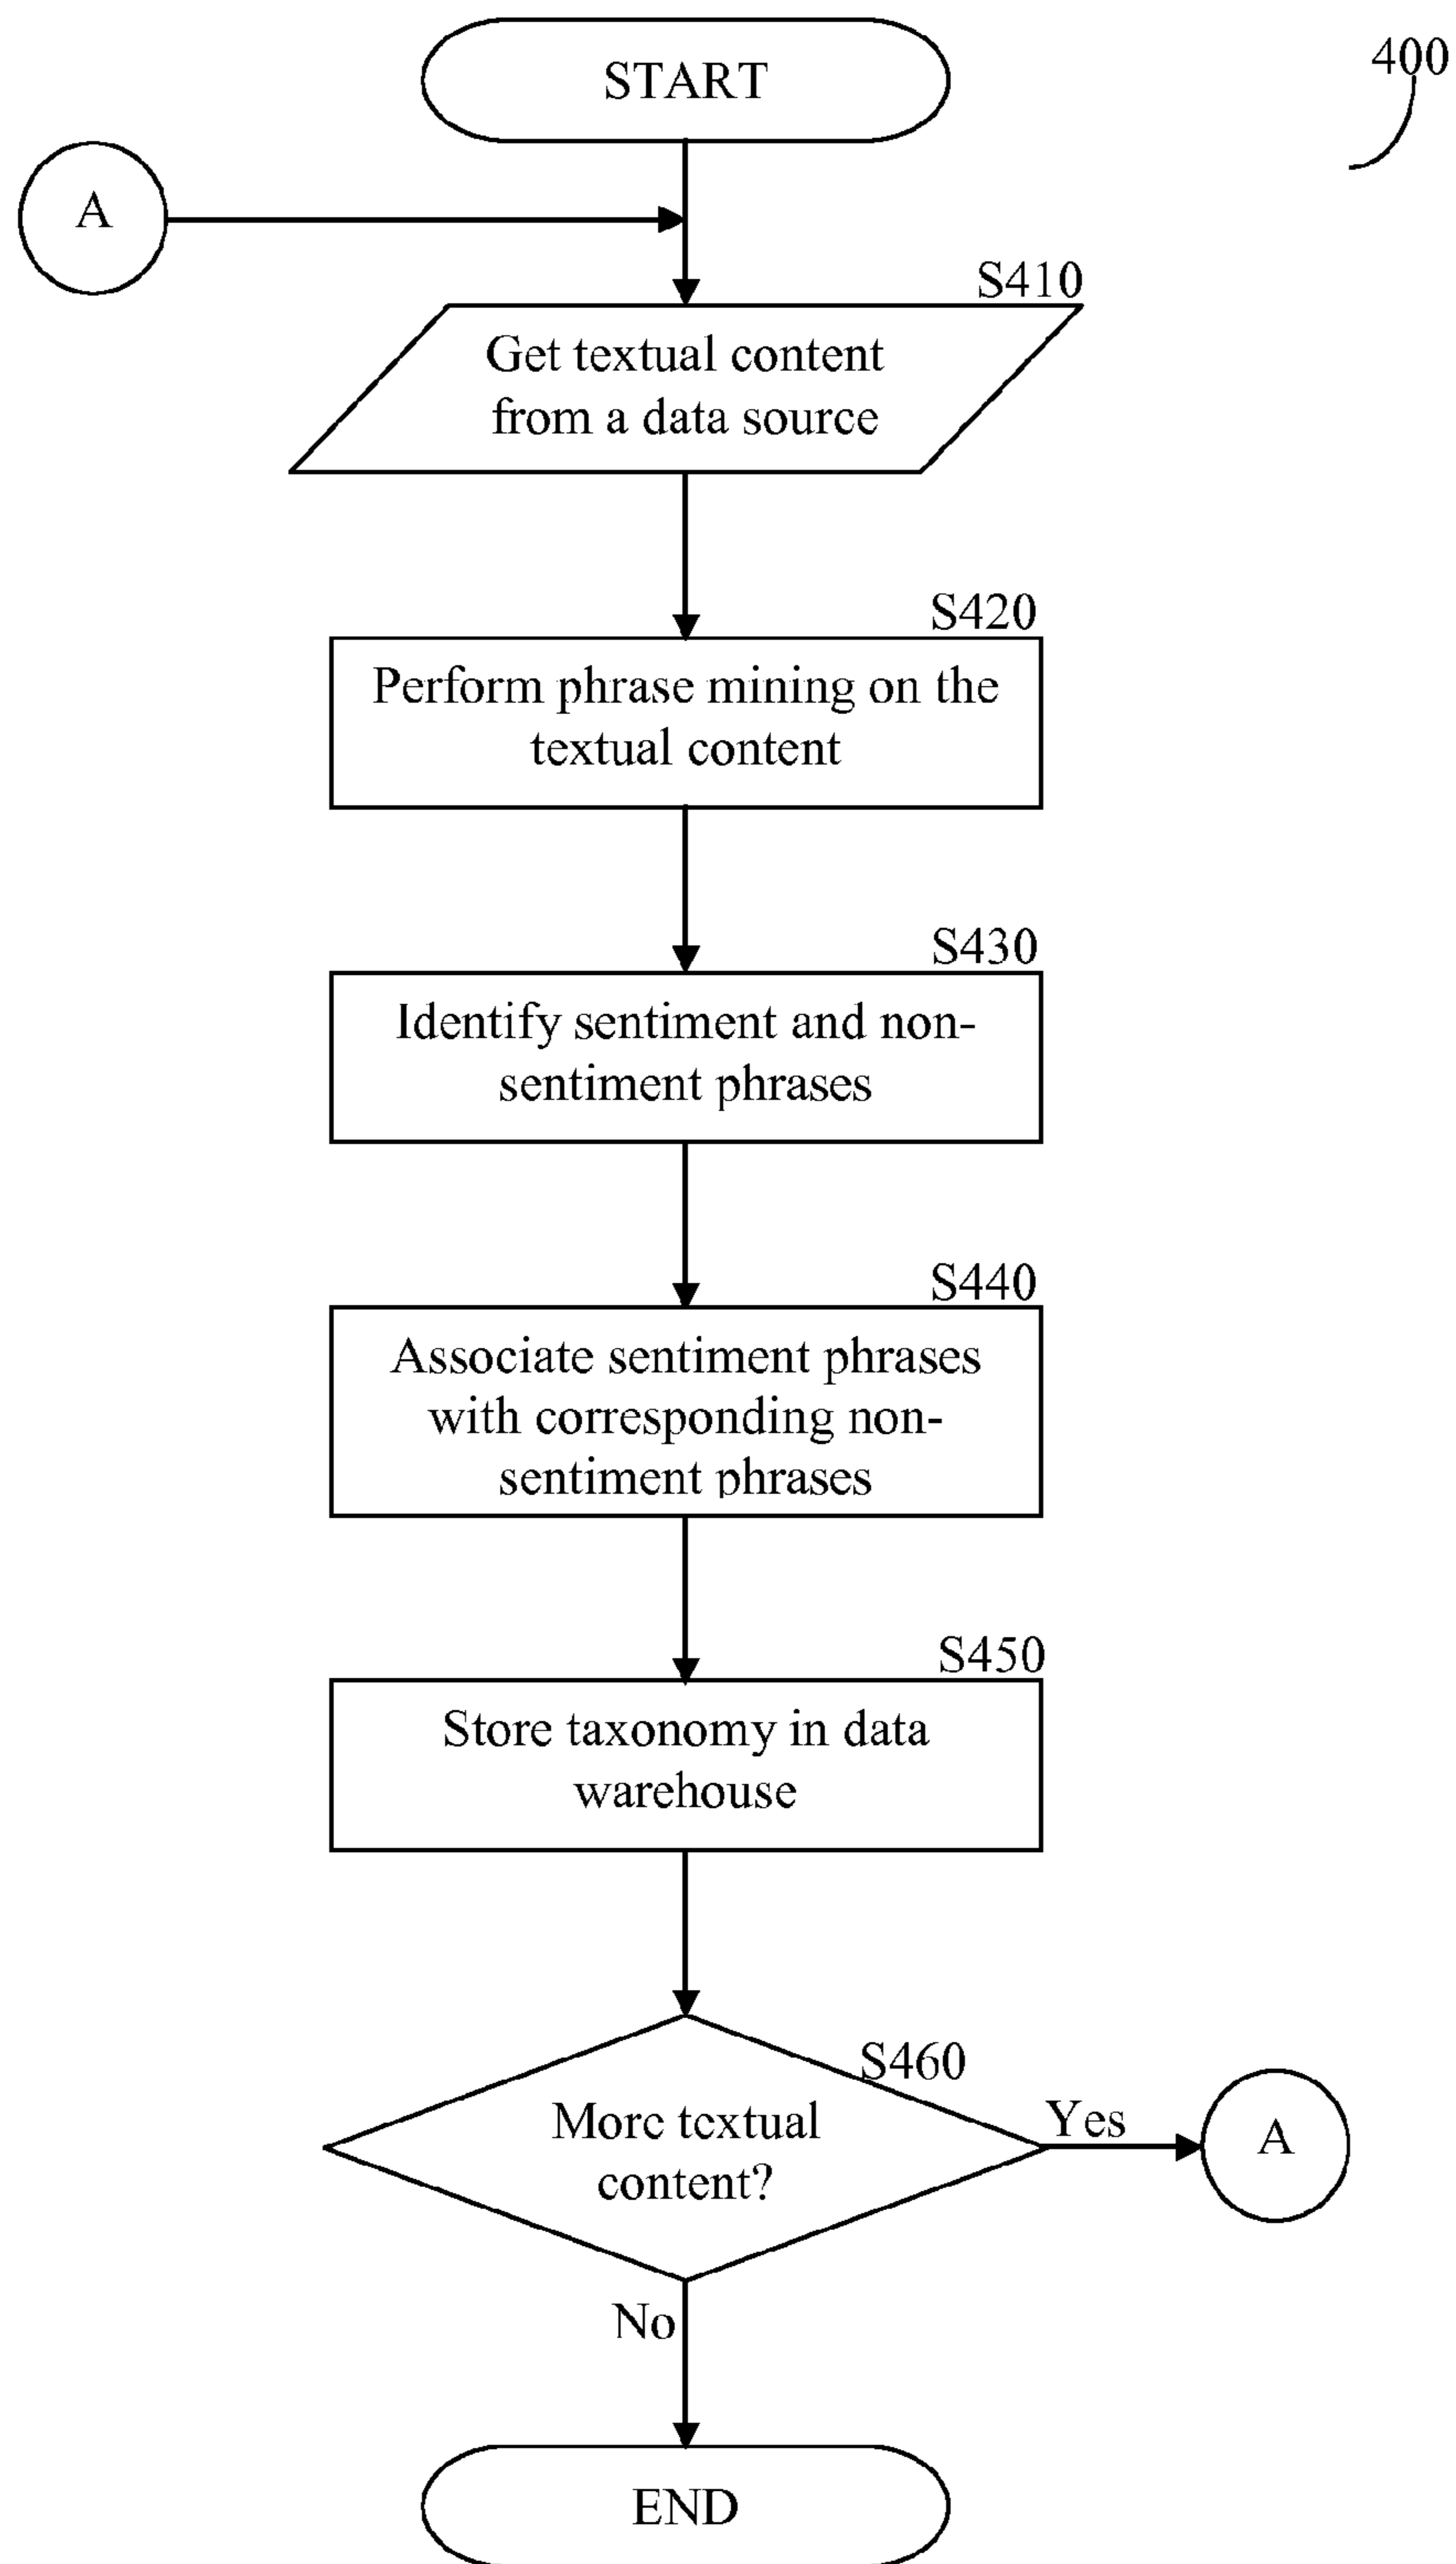 START
400
A
S410
Get textual content
from a data source
S420
Perform phrase mining on the
textual content
S430
Identify sentiment and non-
sentiment phrases
S440
Associate sentiment phrases
with corresponding non-
sentiment phrases
S450
Store taxonomy in data
warehouse
S460
More textual
content?
Yes
A
No
END